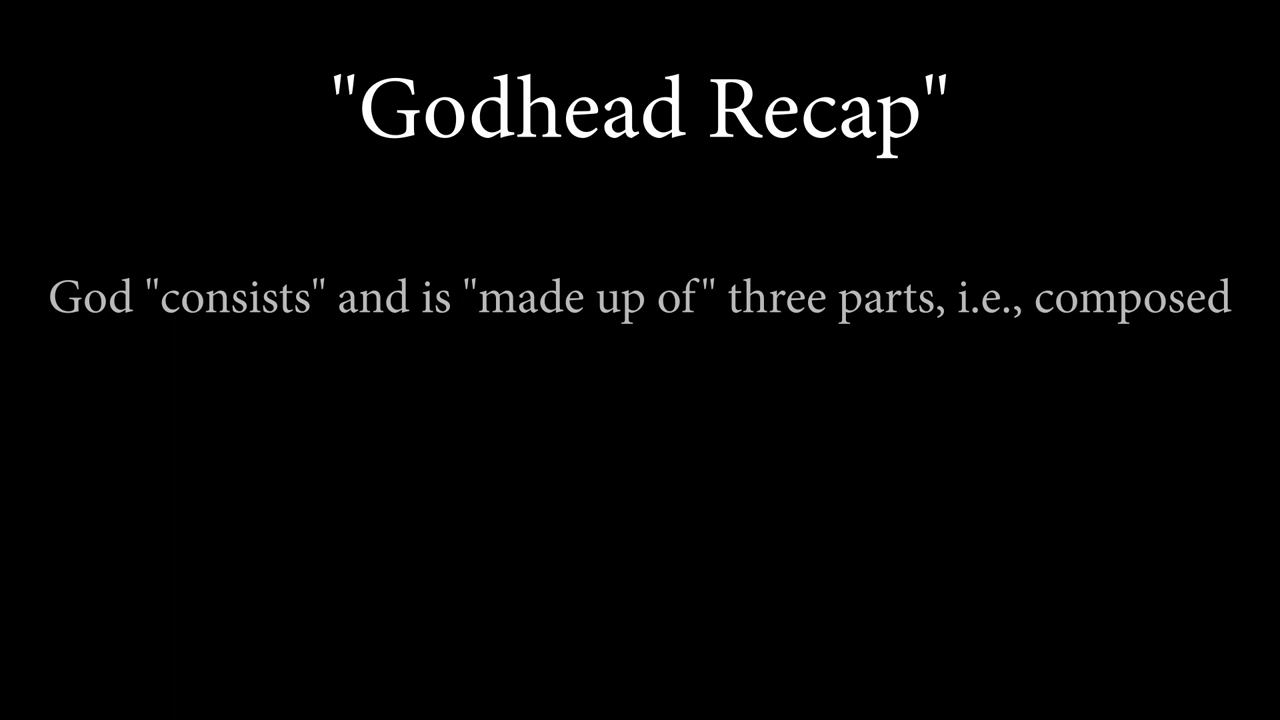 "Godhead Recap"
God "consists" and is "made up of" three parts, i.e., composed